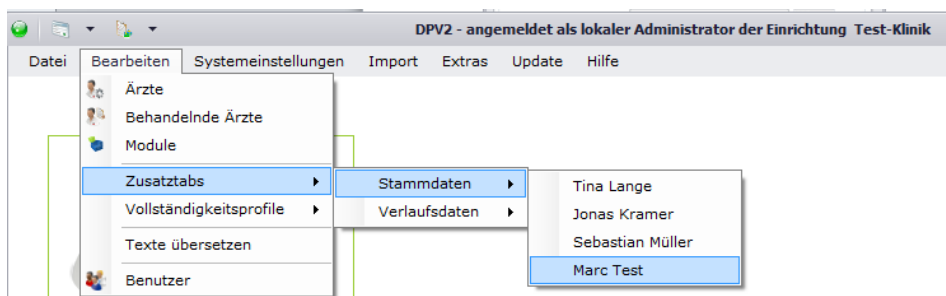 DPV2 - angemeldet als lokaler Administrator der Einrichtung Test-Klinik
Datei Bearbeiten Systemeinstellungen Import Extras Update Hilfe
Ärzte
Behandelnde Ärzte
Module
Zusatztabs
Vollständigkeitsprofile
Texte übersetzen
Benutzer
Stammdaten
Verlaufsdaten
Tina Lange
Jonas Kramer
Sebastian Müller
Marc Test